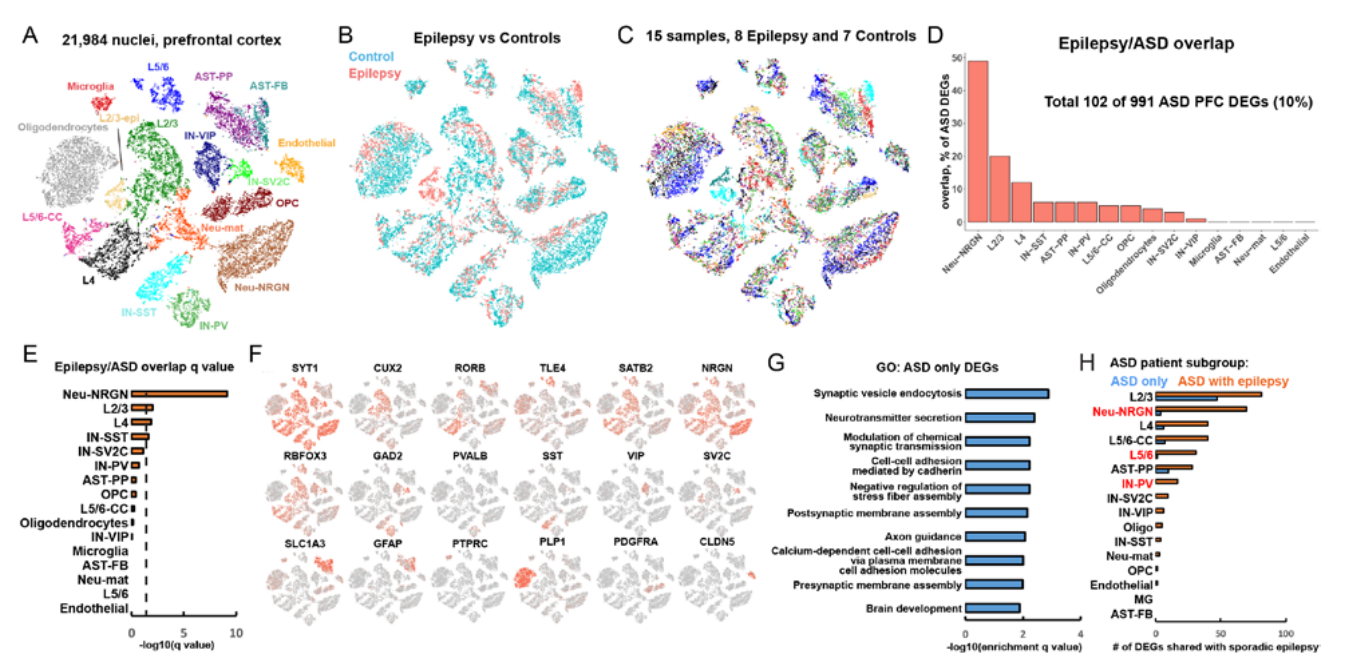 A
21,984 nuclei, prefrontal cortex
L5/6
AST-PP
Microglia
AST-FB
L2/3-epi
L2/3
Oligodendrocytes
IN-VIP
Endothelial
IN-SV2C
OPC
L5/6-CC
Neu-mat
L4
Neu-NRGN
IN-SST
IN-PV
B
Epilepsy vs Controls
Control
Epilepsy
C
15 samples, 8 Epilepsy and 7 Controls
D
Epilepsy/ASD overlap
Total 102 of 991 ASD PFC DEGs (10%)
overlap, % of ASD DEGs
50
40
30
20
10
0
Neu-NRGN
L2/3
L4
IN-SST
AST-PP
IN-PV
L5/6-CC
OPC
Oligodendrocytes
IN-SV2C
IN-VIP
Microglia
AST-FB
Neu-mat
L5/6
Endothelial
E
Epilepsy/ASD overlap q value
Neu-NRGN
L2/3
L4
IN-SST
IN-SV2C
IN-PV
AST-PP
OPC
L5/6-CC
Oligodendrocytes
IN-VIP
Microglia
AST-FB
Neu-mat
L5/6
Endothelial
0 5 10
-log10(q value)
F
SYT1 CUX2 RORB TLE4 SATB2 NRGN
RBFOX3 GAD2 PVALB SST VIP SV2C
SLC1A3 GFAP PTPRC PLP1 PDGFRA CLDN5
G
GO: ASD only DEGs
Synaptic vesicle endocytosis
Neurotransmitter secretion
Modulation of chemical
synaptic transmission
Cell-cell adhesion
mediated by cadherin
Negative regulation of
stress fiber assembly
Postsynaptic membrane assembly
Axon guidance
Calcium-dependent cell-cell adhesion
via plasma membrane
cell adhesion molecules
Presynaptic membrane assembly
Brain development
0 2 4
-log10(enrichment q value)
H
ASD patient subgroup:
ASD only ASD with epilepsy
L2/3
Neu-NRGN
L4
L5/6-CC
L5/6
AST-PP
IN-PV
IN-SV2C
IN-VIP
Oligo
IN-SST
Neu-mat
OPC
Endothelial
MG
AST-FB
0 50 100
# of DEGs shared with sporadic epilepsy